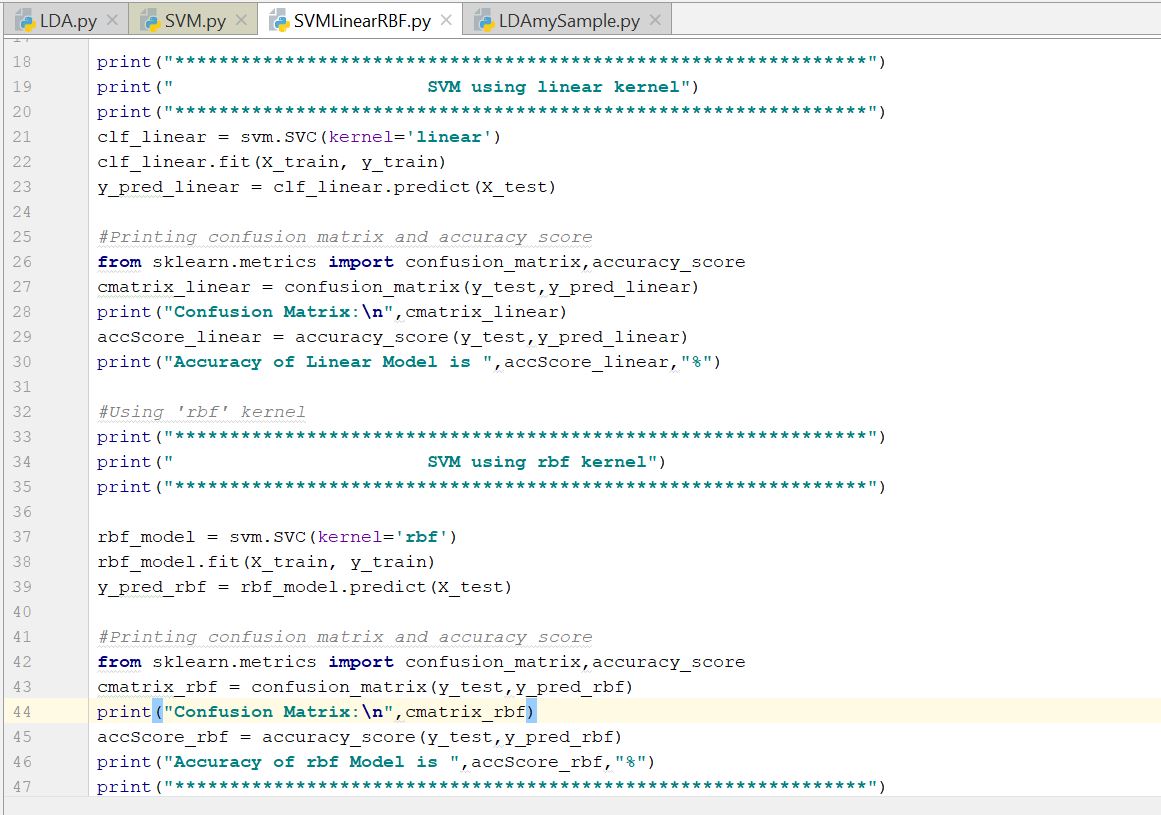 LDA.py SVM.py SVMLinearRBF.py LDAmySample.py
18 print("***************************************************************")
19 print("                       SVM using linear kernel")
20 print("***************************************************************")
21 clf_linear = svm.SVC(kernel='linear')
22 clf_linear.fit(X_train, y_train)
23 y_pred_linear = clf_linear.predict(X_test)
24
25 #Printing confusion matrix and accuracy score
26 from sklearn.metrics import confusion_matrix,accuracy_score
27 cmatrix_linear = confusion_matrix(y_test,y_pred_linear)
28 print("Confusion Matrix:\n",cmatrix_linear)
29 accScore_linear = accuracy_score(y_test,y_pred_linear)
30 print("Accuracy of Linear Model is ",accScore_linear,"%")
31
32 #Using 'rbf' kernel
33 print("***************************************************************")
34 print("                       SVM using rbf kernel")
35 print("***************************************************************")
36
37 rbf_model = svm.SVC(kernel='rbf')
38 rbf_model.fit(X_train, y_train)
39 y_pred_rbf = rbf_model.predict(X_test)
40
41 #Printing confusion matrix and accuracy score
42 from sklearn.metrics import confusion_matrix,accuracy_score
43 cmatrix_rbf = confusion_matrix(y_test,y_pred_rbf)
44 print("Confusion Matrix:\n",cmatrix_rbf)
45 accScore_rbf = accuracy_score(y_test,y_pred_rbf)
46 print("Accuracy of rbf Model is ",accScore_rbf,"%")
47 print("***************************************************************")